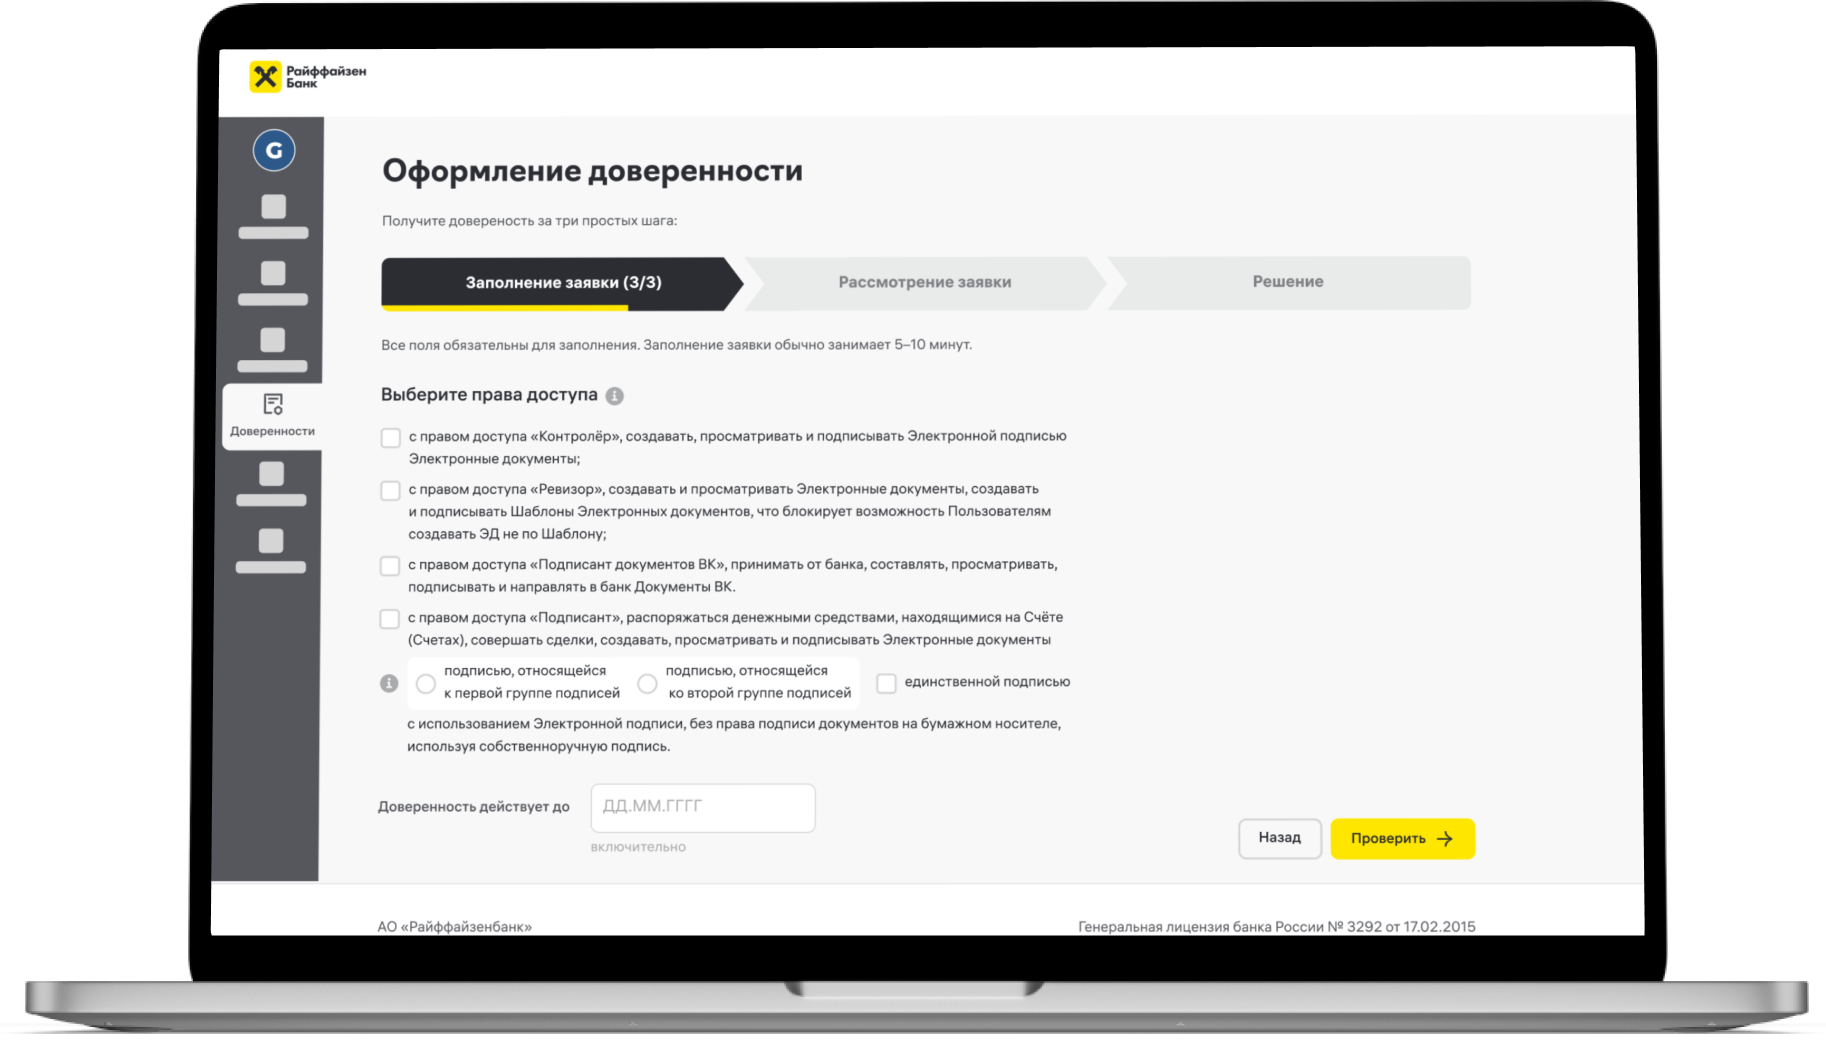 Райффайзен
Банк
G
Оформление доверенности
Получите довереность за три простых шага:
Заполнение заявки (3/3)
Рассмотрение заявки
Решение
Все поля обязательны для заполнения. Заполнение заявки обычно занимает 5–10 минут.
Выберите права доступа
с правом доступа «Контролёр», создавать, просматривать и подписывать Электронной подписью
Электронные документы;
с правом доступа «Ревизор», создавать и просматривать Электронные документы, создавать
и подписывать Шаблоны Электронных документов, что блокирует возможность Пользователям
создавать ЭД не по Шаблону;
Доверенности
с правом доступа «Подписант документов ВК», принимать от банка, составлять, просматривать,
подписывать и направлять в банк Документы ВК.
с правом доступа «Подписант», распоряжаться денежными средствами, находящимися на Счёте
(Счетах), совершать сделки, создавать, просматривать и подписывать Электронные документы
подписью, относящейся
к первой группе подписей
подписью, относящейся
ко второй группе подписей
единственной подписью
с использованием Электронной подписи, без права подписи документов на бумажном носителе,
используя собственноручную подпись.
Доверенность действует до
ДД.ММ.ГГГГ
включительно
Назад
Проверить →
АО «Райффайзенбанк»
Генеральная лицензия банка России № 3292 от 17.02.2015